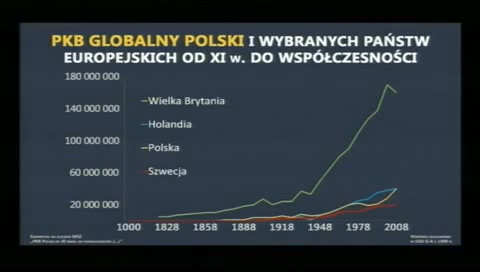 PKB GLOBALNY POLSKI I WYBRANYCH PAŃSTW
EUROPEJSKICH OD XI w. DO WSPÓŁCZESNOŚCI
180 000 000
140 000 000
100 000 000
60 000 000
20 000 000
Wielka Brytania
Holandia
Polska
Szwecja
1000 1828 1858 1888 1918 1948 1978 2008